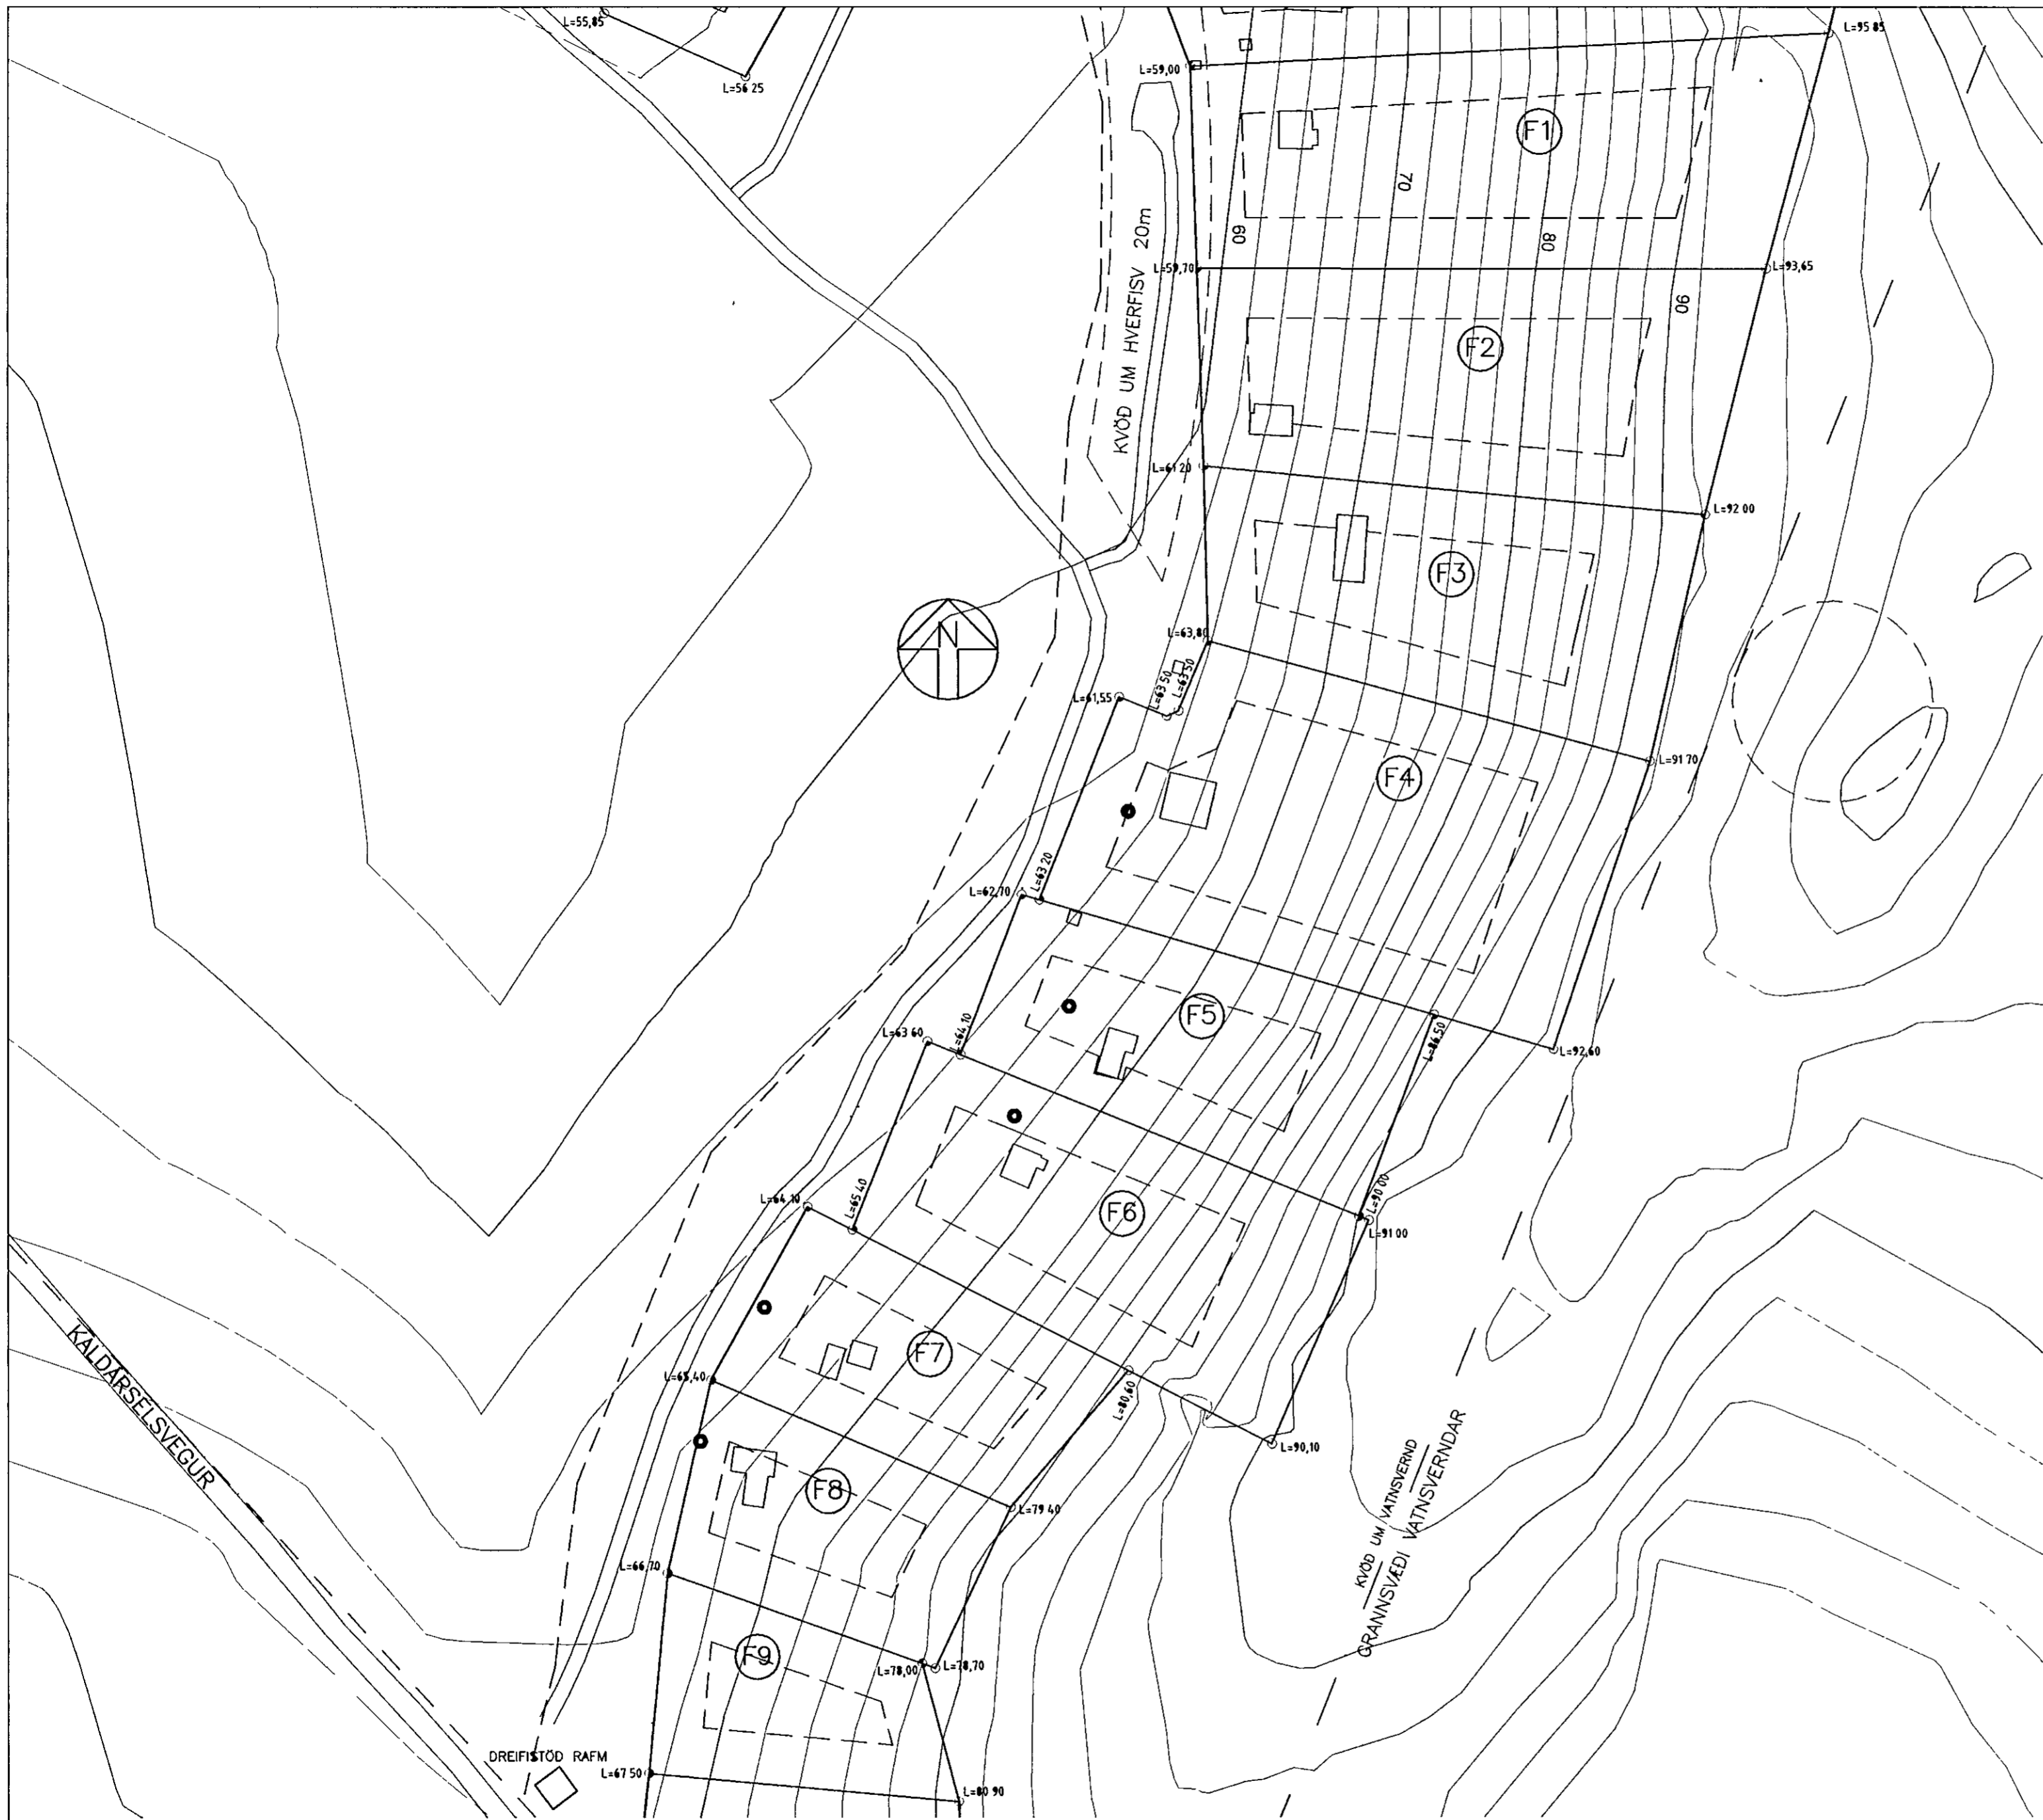 L=55,85
L=56 25
L=59,00
L=95 85
F1
70
60
80
KVÖÐ UM HVERFISV 20m
L=59,70
L=93,65
90
F2
L=61 20
L=92 00
F3
N
L=63,80
L=63 50
L=63 50
L=61,55
L=91 70
F4
L=63 20
L=62,70
F5
L=86,50
L=63 60
L=64,10
L=92,60
L=90 00
L=65 40
L=64,10
F6
L=91 00
KALDÁRSELSVEGUR
F7
L=65,40
L=80,60
L=90,10
F8
L=79 40
KVÖÐ UM VATNSVERND
GRANNSVÆÐI VATNSVERNDAR
L=66,70
F9
L=78,00
L=78,70
DREIFISTÖÐ RAFM
L=67 50
L=80 90